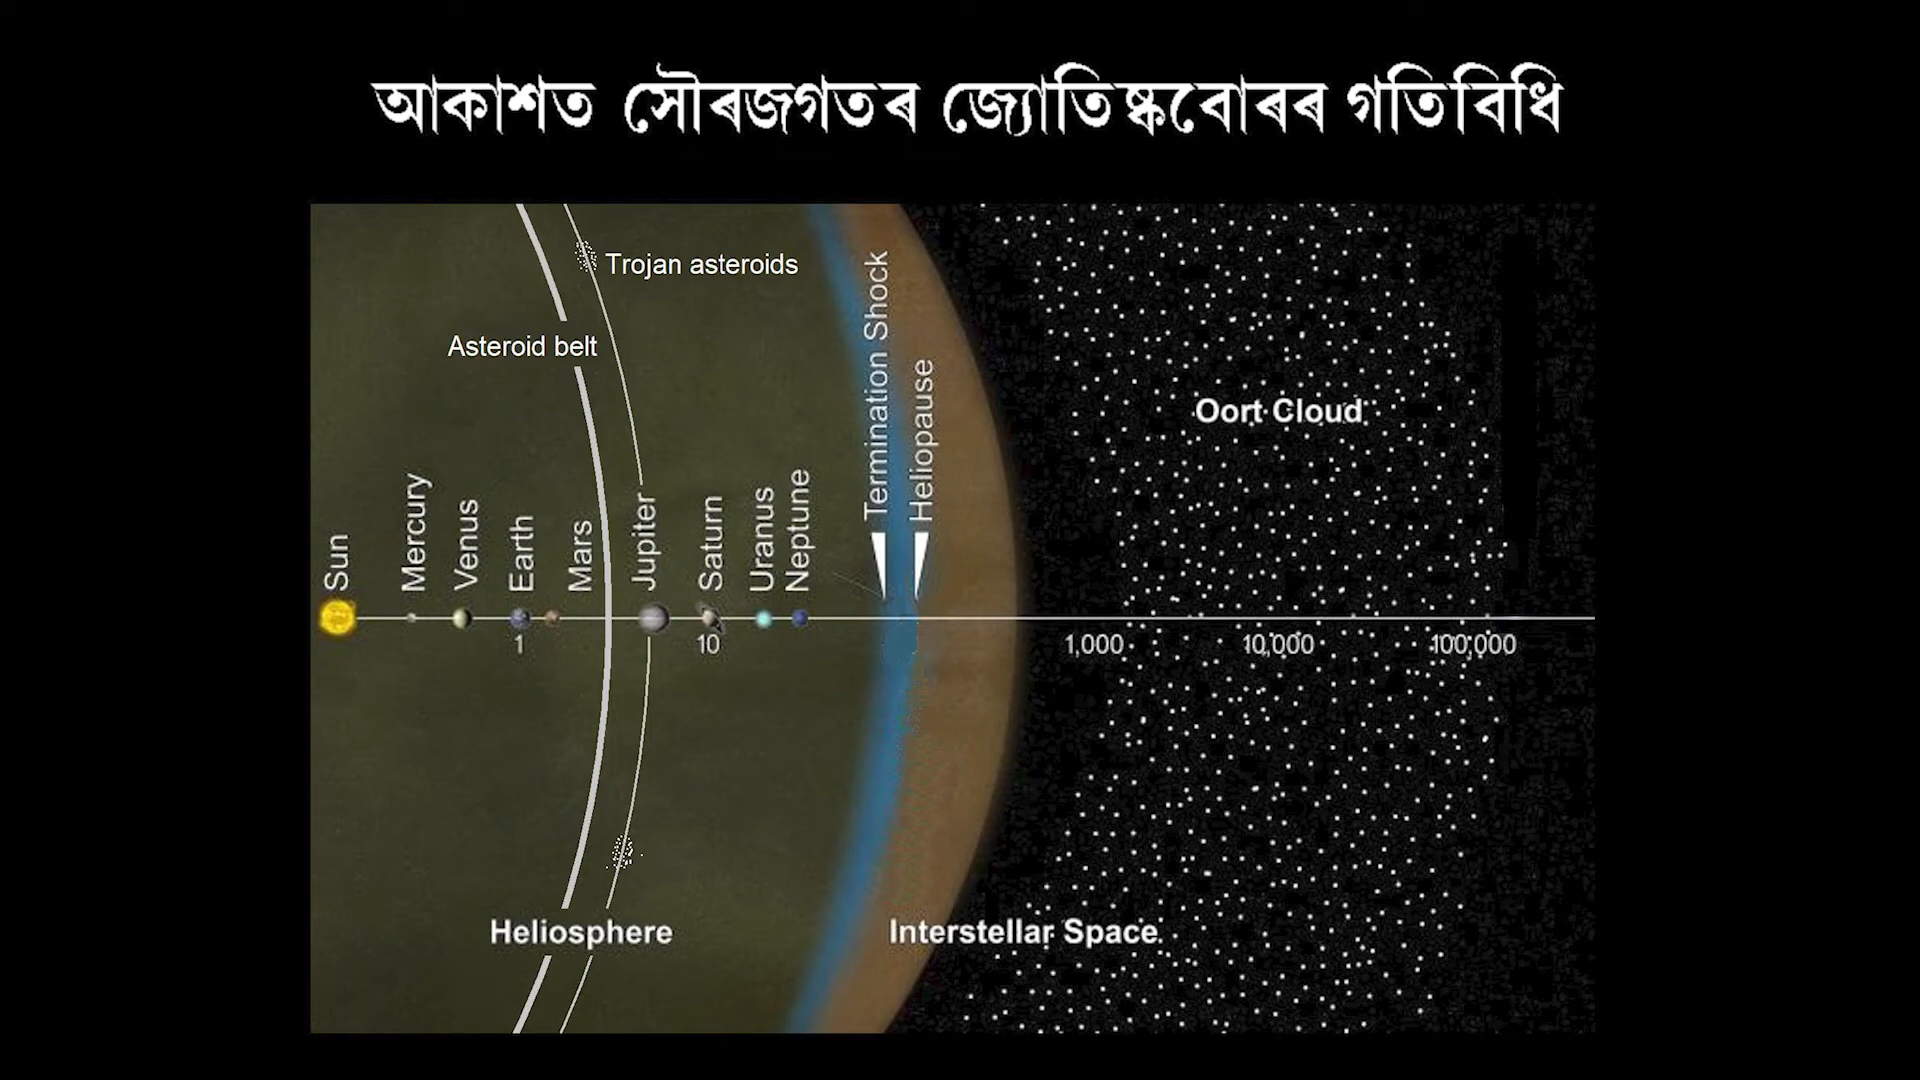 আকাশত সৌৰজগতৰ জ্যোতিষ্কবোৰৰ গতিবিধি
Trojan asteroids
Asteroid belt
Termination Shock
Heliopause
Oort Cloud
Sun
Mercury
Venus
Earth
Mars
Jupiter
Saturn
Uranus
Neptune
1
10
1,000
10,000
100,000
Heliosphere
Interstellar Space